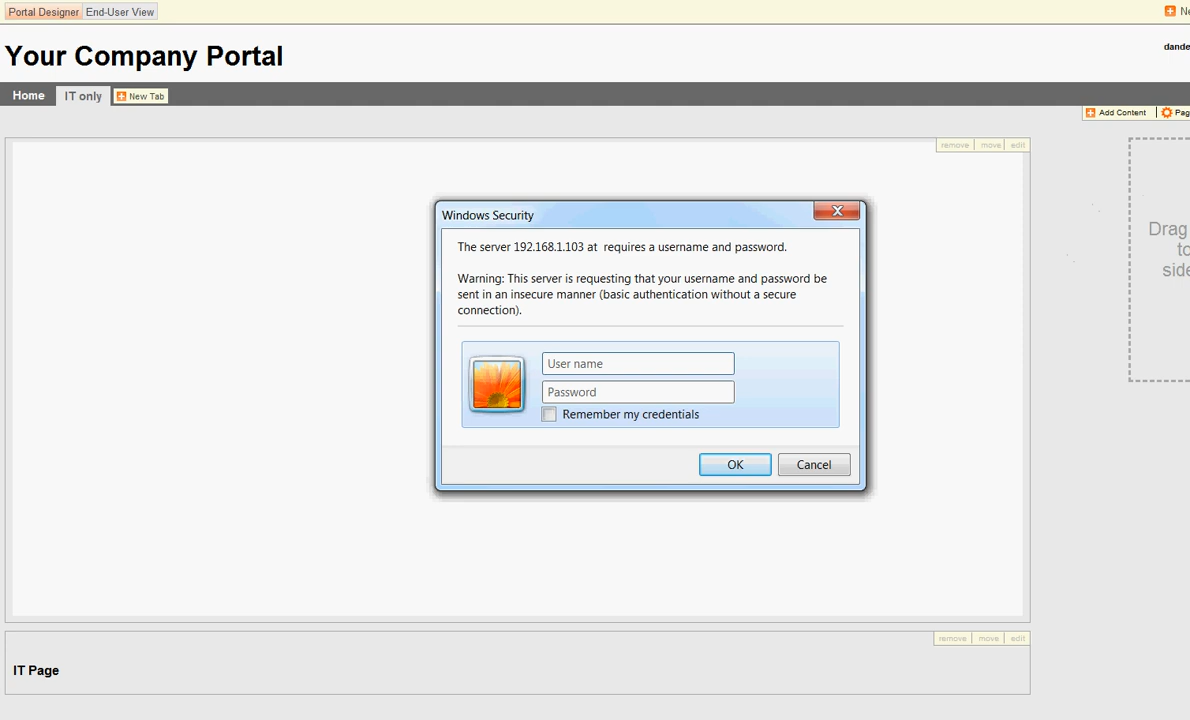 Portal Designer End-User View
Your Company Portal
Home IT only New Tab
Add Content
remove move edit
Windows Security
The server 192.168.1.103 at  requires a username and password.
Warning: This server is requesting that your username and password be
sent in an insecure manner (basic authentication without a secure
connection).
User name
Password
Remember my credentials
OK Cancel
Drag
remove move edit
IT Page